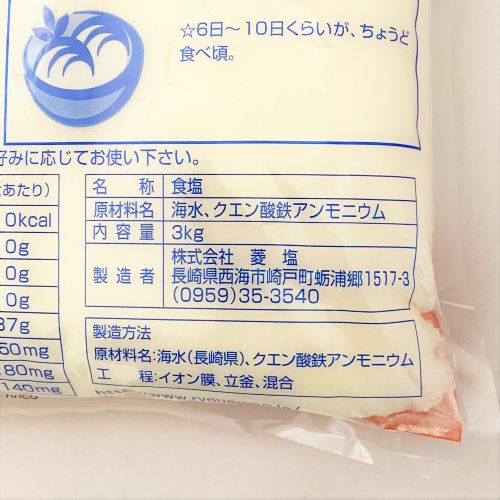 ☆6日～10日くらいが、ちょうど
食べ頃。
好みに応じてお使い下さい。
あたり)
0kcal
0g
0g
0g
37g
50mg
180mg
140mg
名 称 食塩
原材料名 海水、クエン酸鉄アンモニウム
内容量 3kg
製造者 株式会社 菱塩
長崎県西海市崎戸町蛎浦郷1517-3
(0959)35-3540
製造方法
原材料名:海水(長崎県)、クエン酸鉄アンモニウム
工 程:イオン膜、立釜、混合